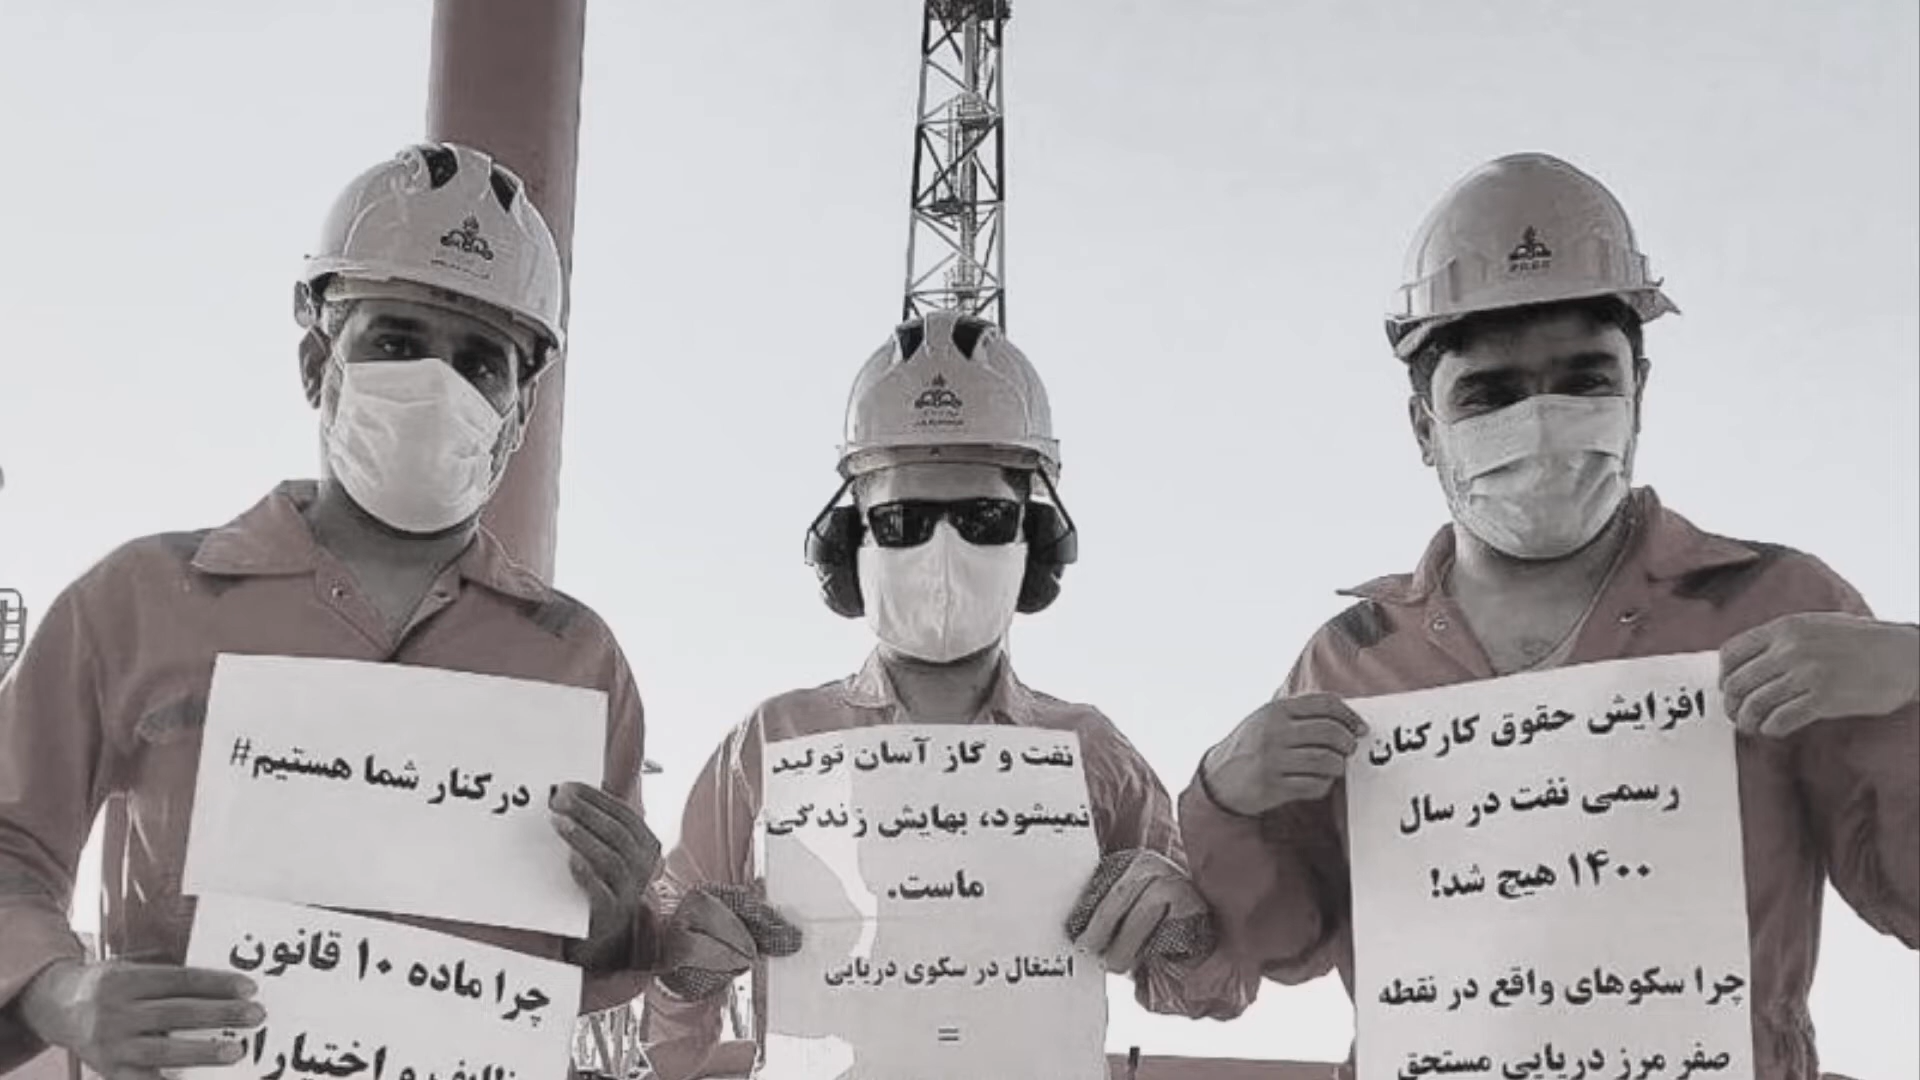 افزایش حقوق کارکنان
رسمی نفت در سال
۱۴۰۰ هیچ شد!
چرا سکوهای واقع در نقطه
صفر مرز دریایی مستحق
نفت و گاز آسان تولید
نمیشود، بهایش زندگی
ماست.
اشتغال در سکوی دریایی
=
درکنار شما هستیم#
چرا ماده ۱۰ قانون
وظایف و اختیارات